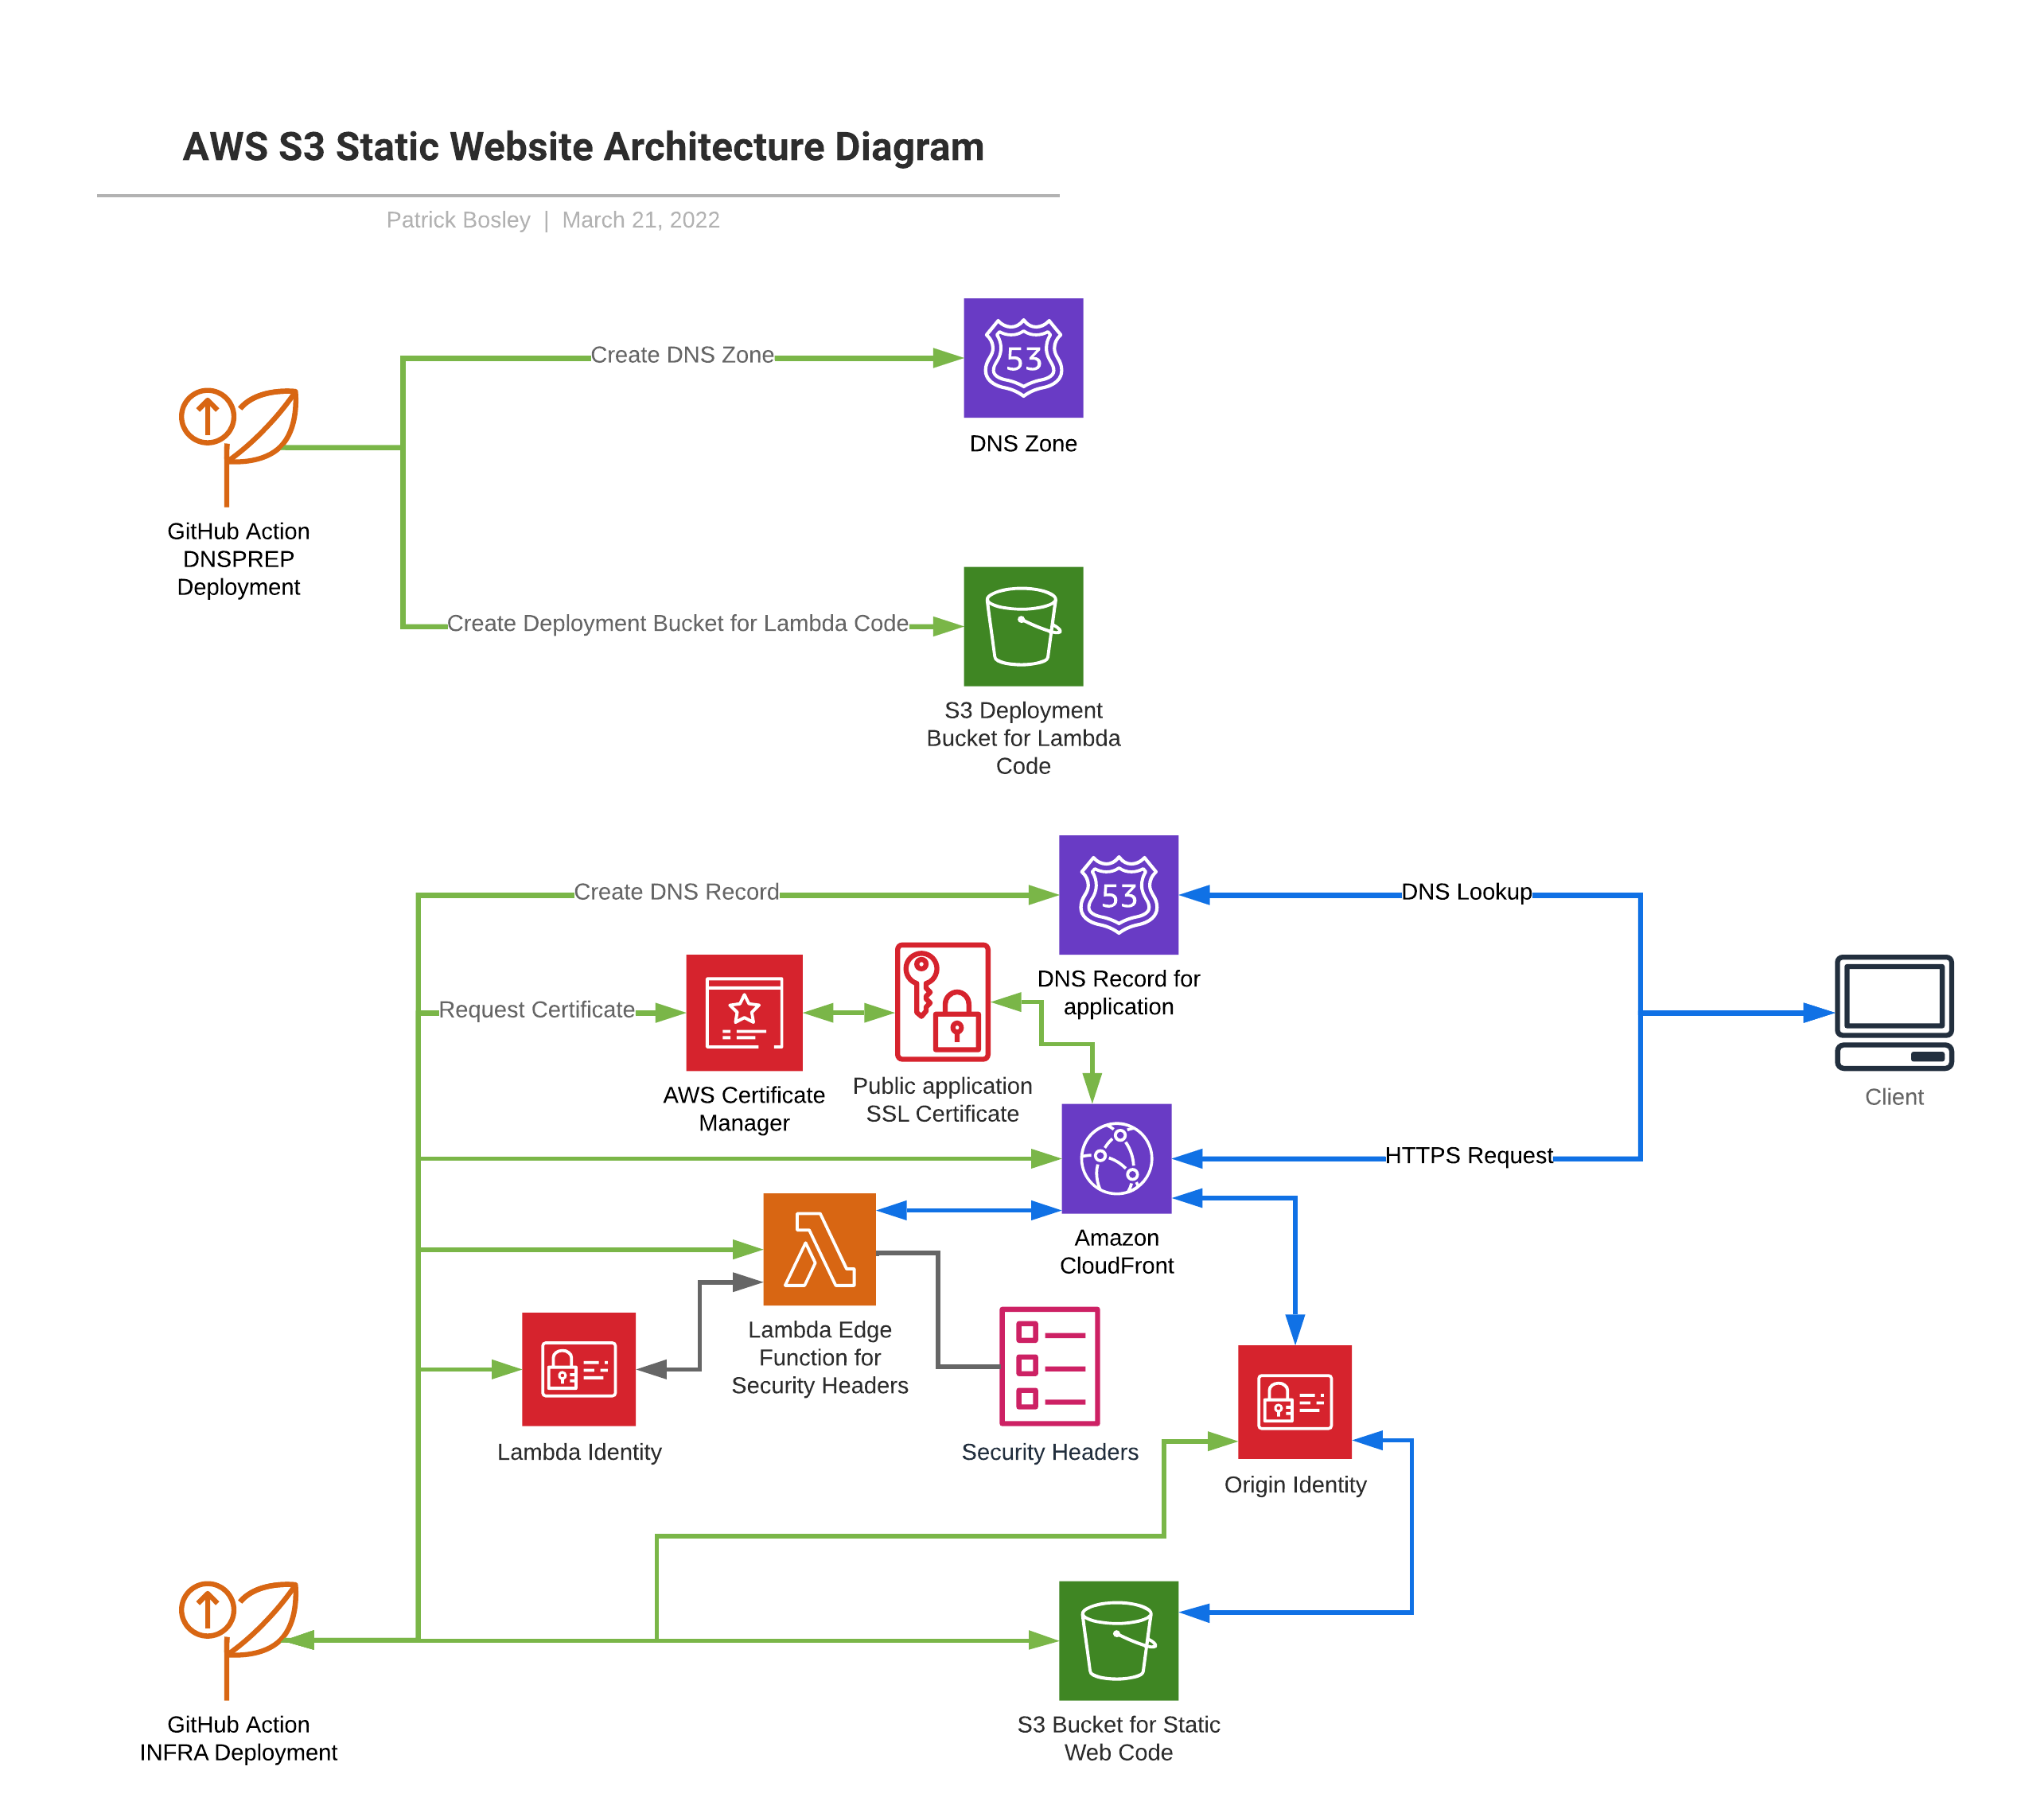 AWS S3 Static Website Architecture Diagram
Patrick Bosley | March 21, 2022
53
Create DNS Zone
DNS Zone
GitHub Action
DNSPREP
Deployment
Create Deployment Bucket for Lambda Code
S3 Deployment
Bucket for Lambda
Code
53
Create DNS Record
DNS Lookup
DNS Record for
application
Request Certificate
AWS Certificate
Manager
Public application
SSL Certificate
Client
HTTPS Request
Amazon
CloudFront
Lambda Edge
Function for
Security Headers
Lambda Identity
Security Headers
Origin Identity
GitHub Action
INFRA Deployment
S3 Bucket for Static
Web Code